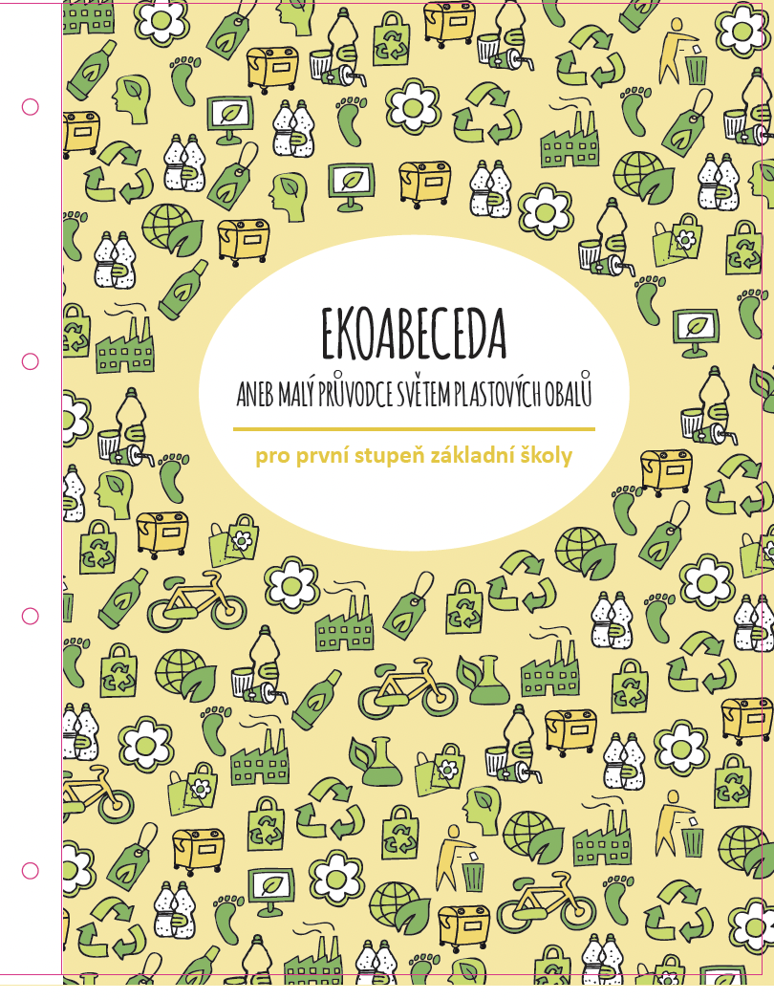 EKOABECEDA
ANEB MALÝ PRŮVODCE SVĚTEM PLASTOVÝCH OBALŮ
pro první stupeň základní školy